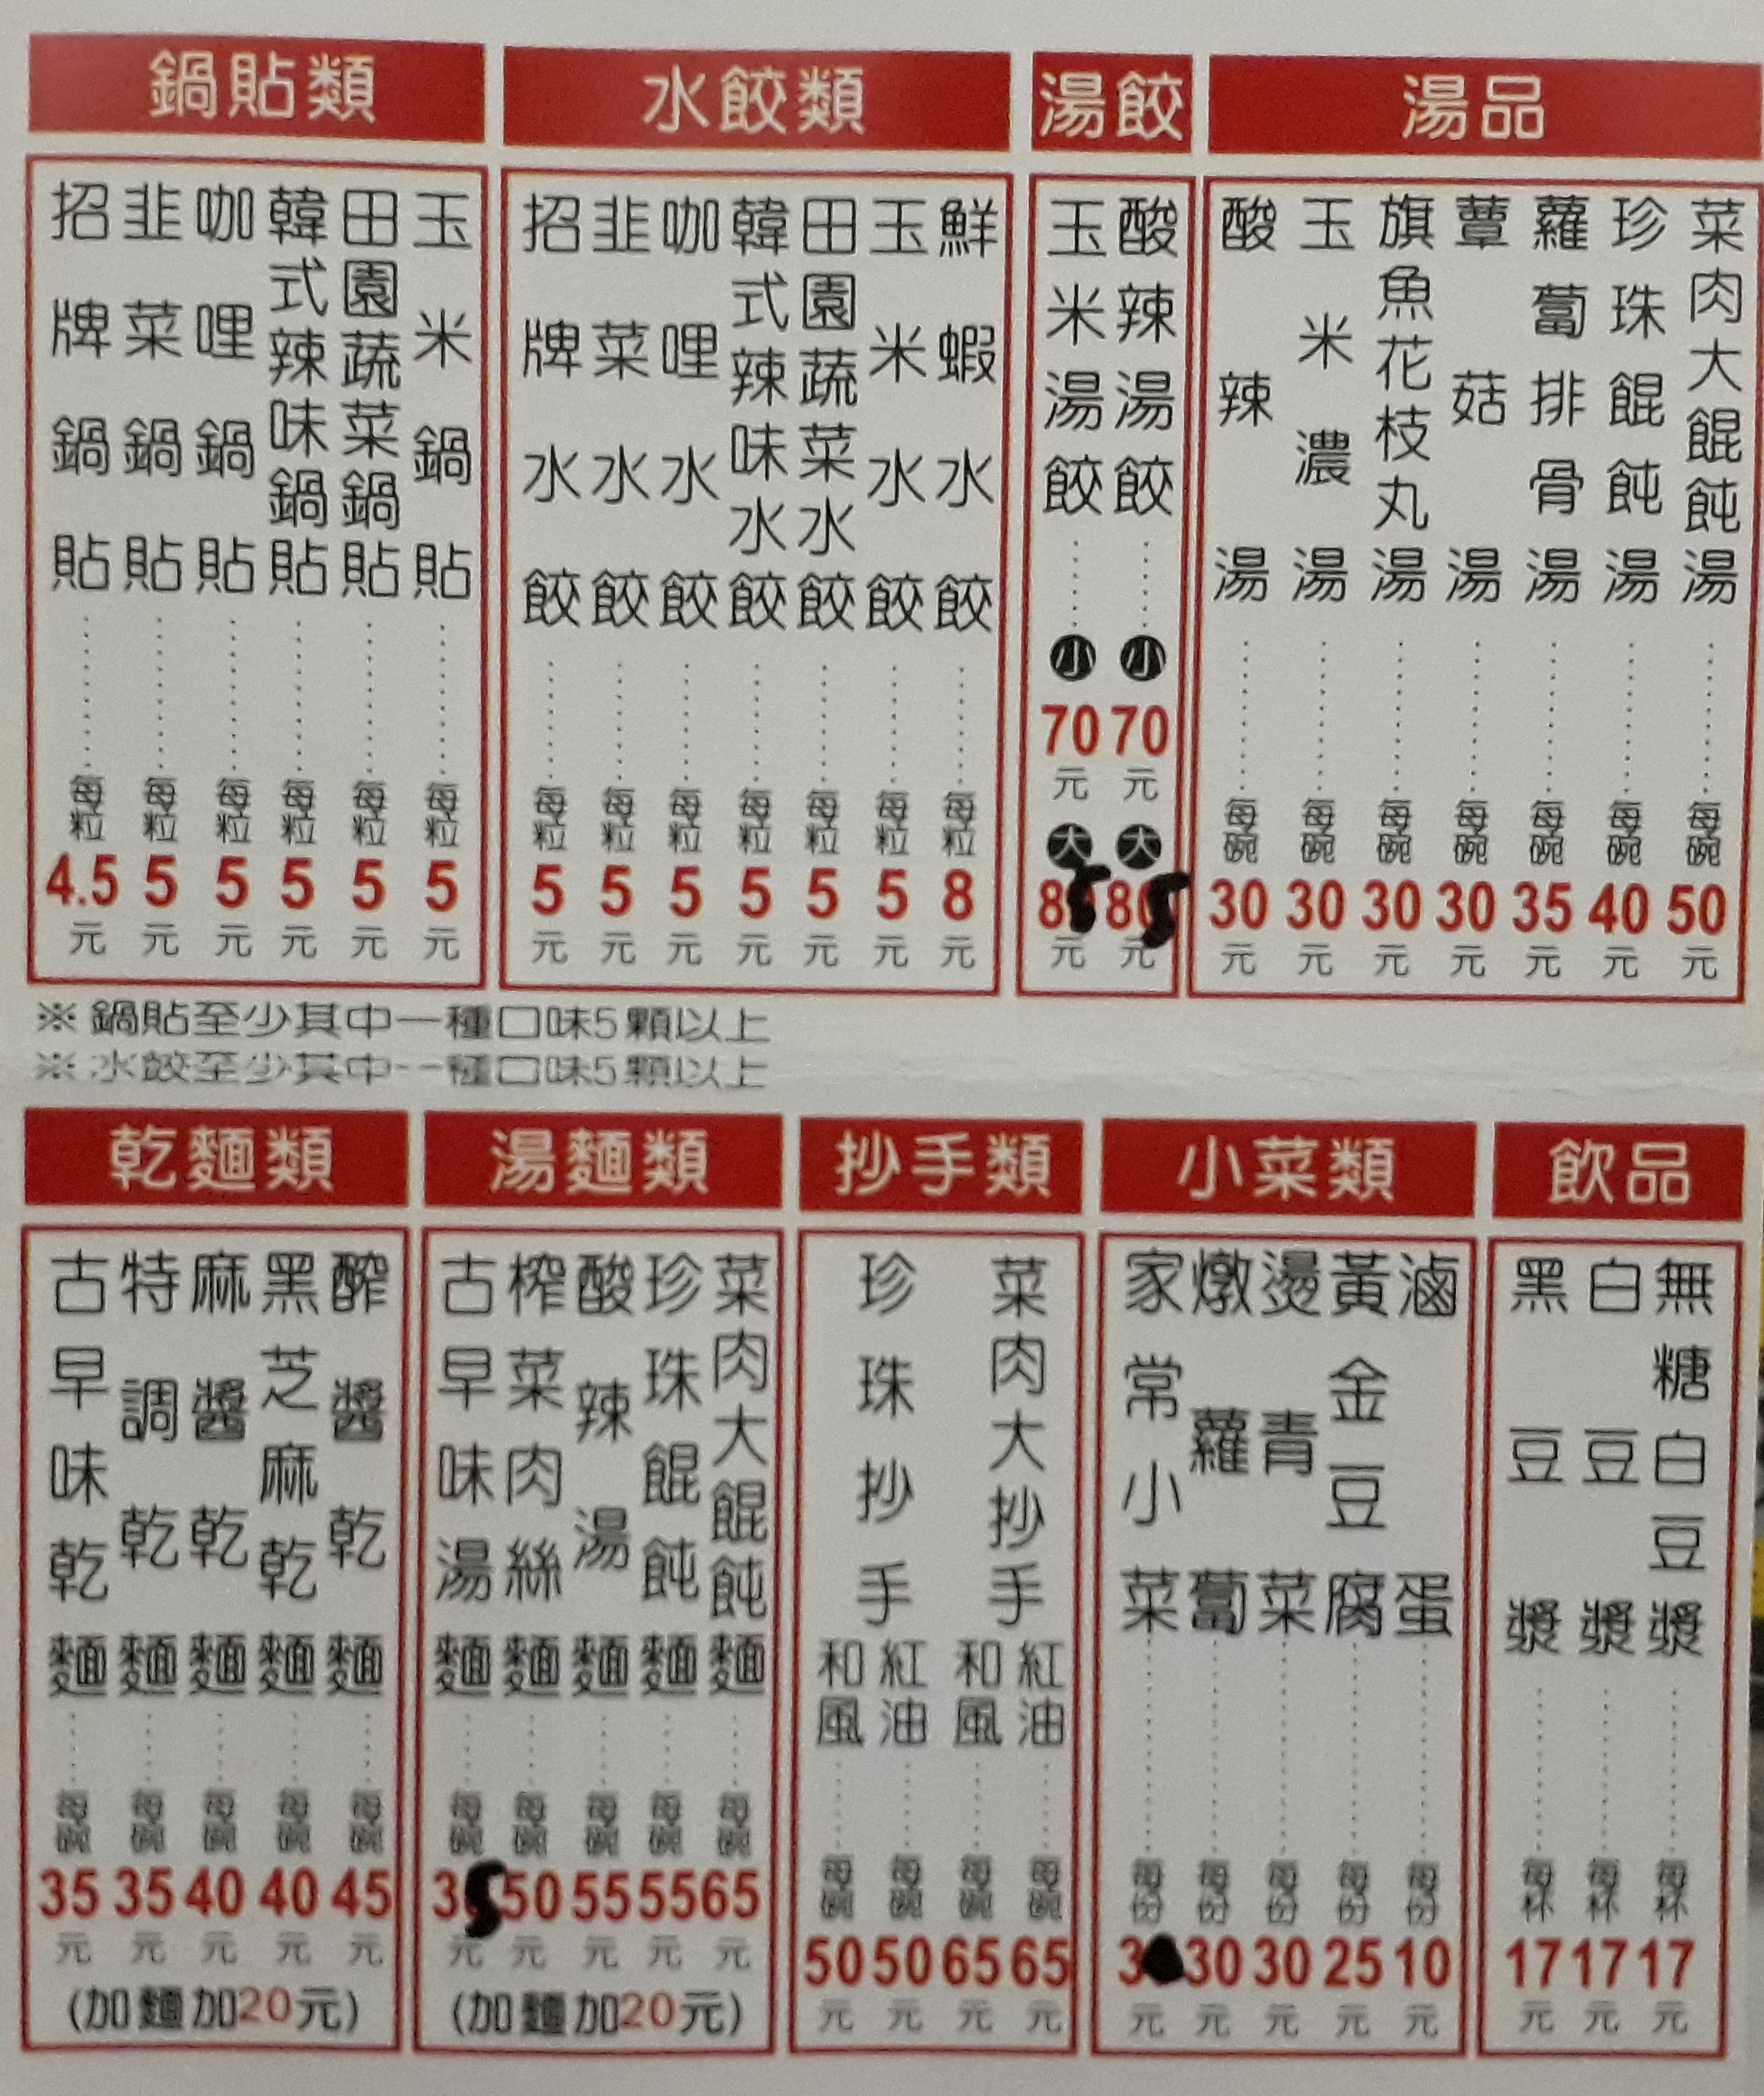 鍋貼類
招牌鍋貼 每粒 4.5元
韭菜鍋貼 每粒 5元
咖哩鍋貼 每粒 5元
韓式辣味鍋貼 每粒 5元
田園蔬菜鍋貼 每粒 5元
玉米鍋貼 每粒 5元
水餃類
招牌水餃 每粒 5元
韭菜水餃 每粒 5元
咖哩水餃 每粒 5元
韓式辣味水餃 每粒 5元
田園蔬菜水餃 每粒 5元
玉米水餃 每粒 5元
鮮蝦水餃 每粒 8元
湯餃
玉米湯餃 小 70元 大 85元
酸辣湯餃 小 70元 大 85元
湯品
酸辣湯 每碗 30元
玉米濃湯 每碗 30元
旗魚花枝丸湯 每碗 30元
蕈菇湯 每碗 30元
蘿蔔排骨湯 每碗 35元
珍珠餛飩湯 每碗 40元
菜肉大餛飩湯 每碗 50元
※鍋貼至少其中一種口味5顆以上
※水餃至少其中一種口味5顆以上
乾麵類
古早味乾麵 每碗 35元
特調乾麵 每碗 35元
麻醬乾麵 每碗 40元
黑芝麻乾麵 每碗 40元
醡醬乾麵 每碗 45元
(加麵加20元)
湯麵類
古早味湯麵 每碗 35元
榨菜肉絲麵 每碗 50元
酸辣湯麵 每碗 55元
珍珠餛飩麵 每碗 55元
菜肉大餛飩麵 每碗 65元
(加麵加20元)
抄手類
珍珠抄手 和風 每碗 50元 紅油 每碗 50元
菜肉大抄手 和風 每碗 65元 紅油 每碗 65元
小菜類
家常小菜 每份 3元
燉蘿蔔 每份 30元
燙青菜 每份 30元
黃金豆腐 每份 25元
滷蛋 每份 10元
飲品
黑豆漿 每杯 17元
白豆漿 每杯 17元
無糖白豆漿 每杯 17元